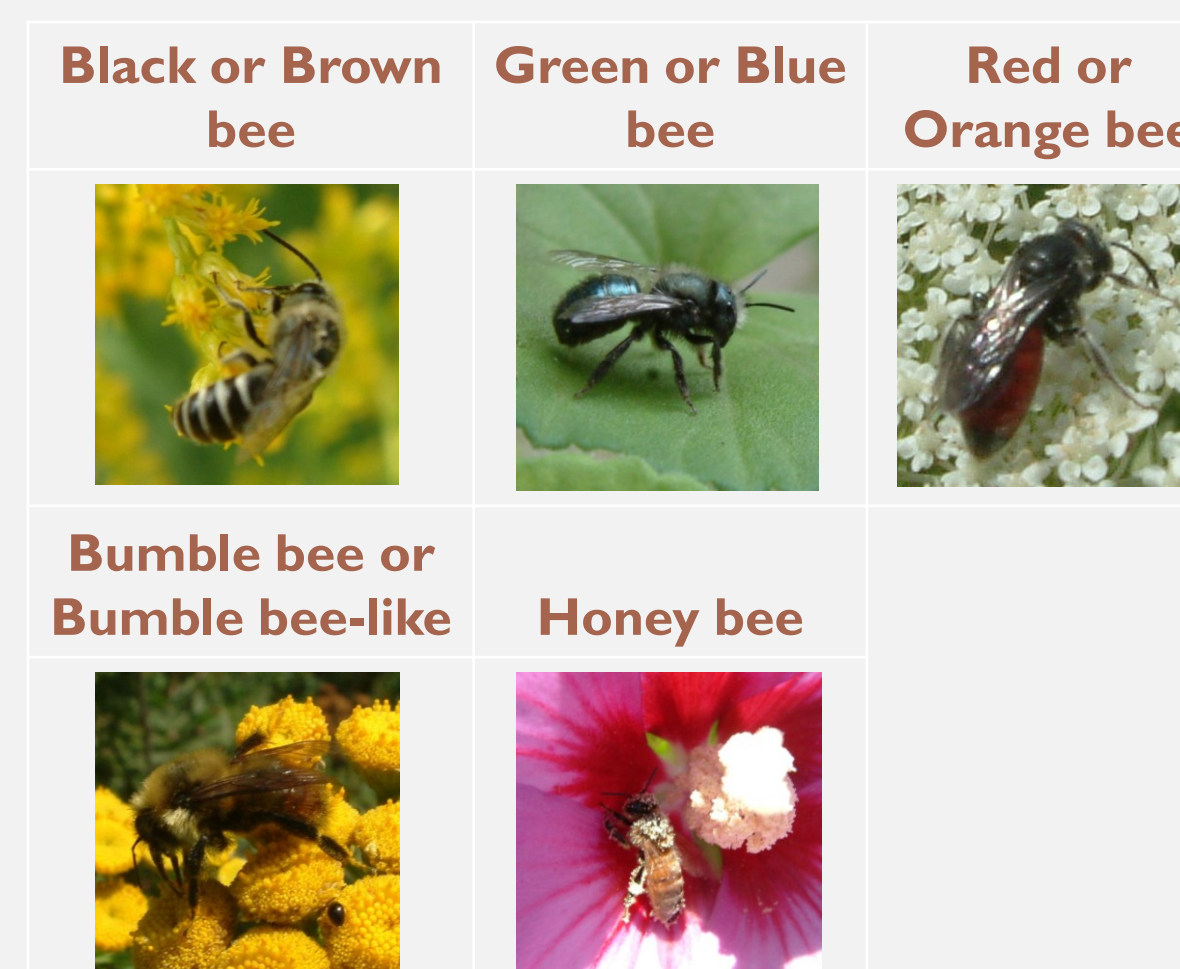 Black or Brown
bee
Green or Blue
bee
Red or
Orange bee
Bumble bee or
Bumble bee-like
Honey bee